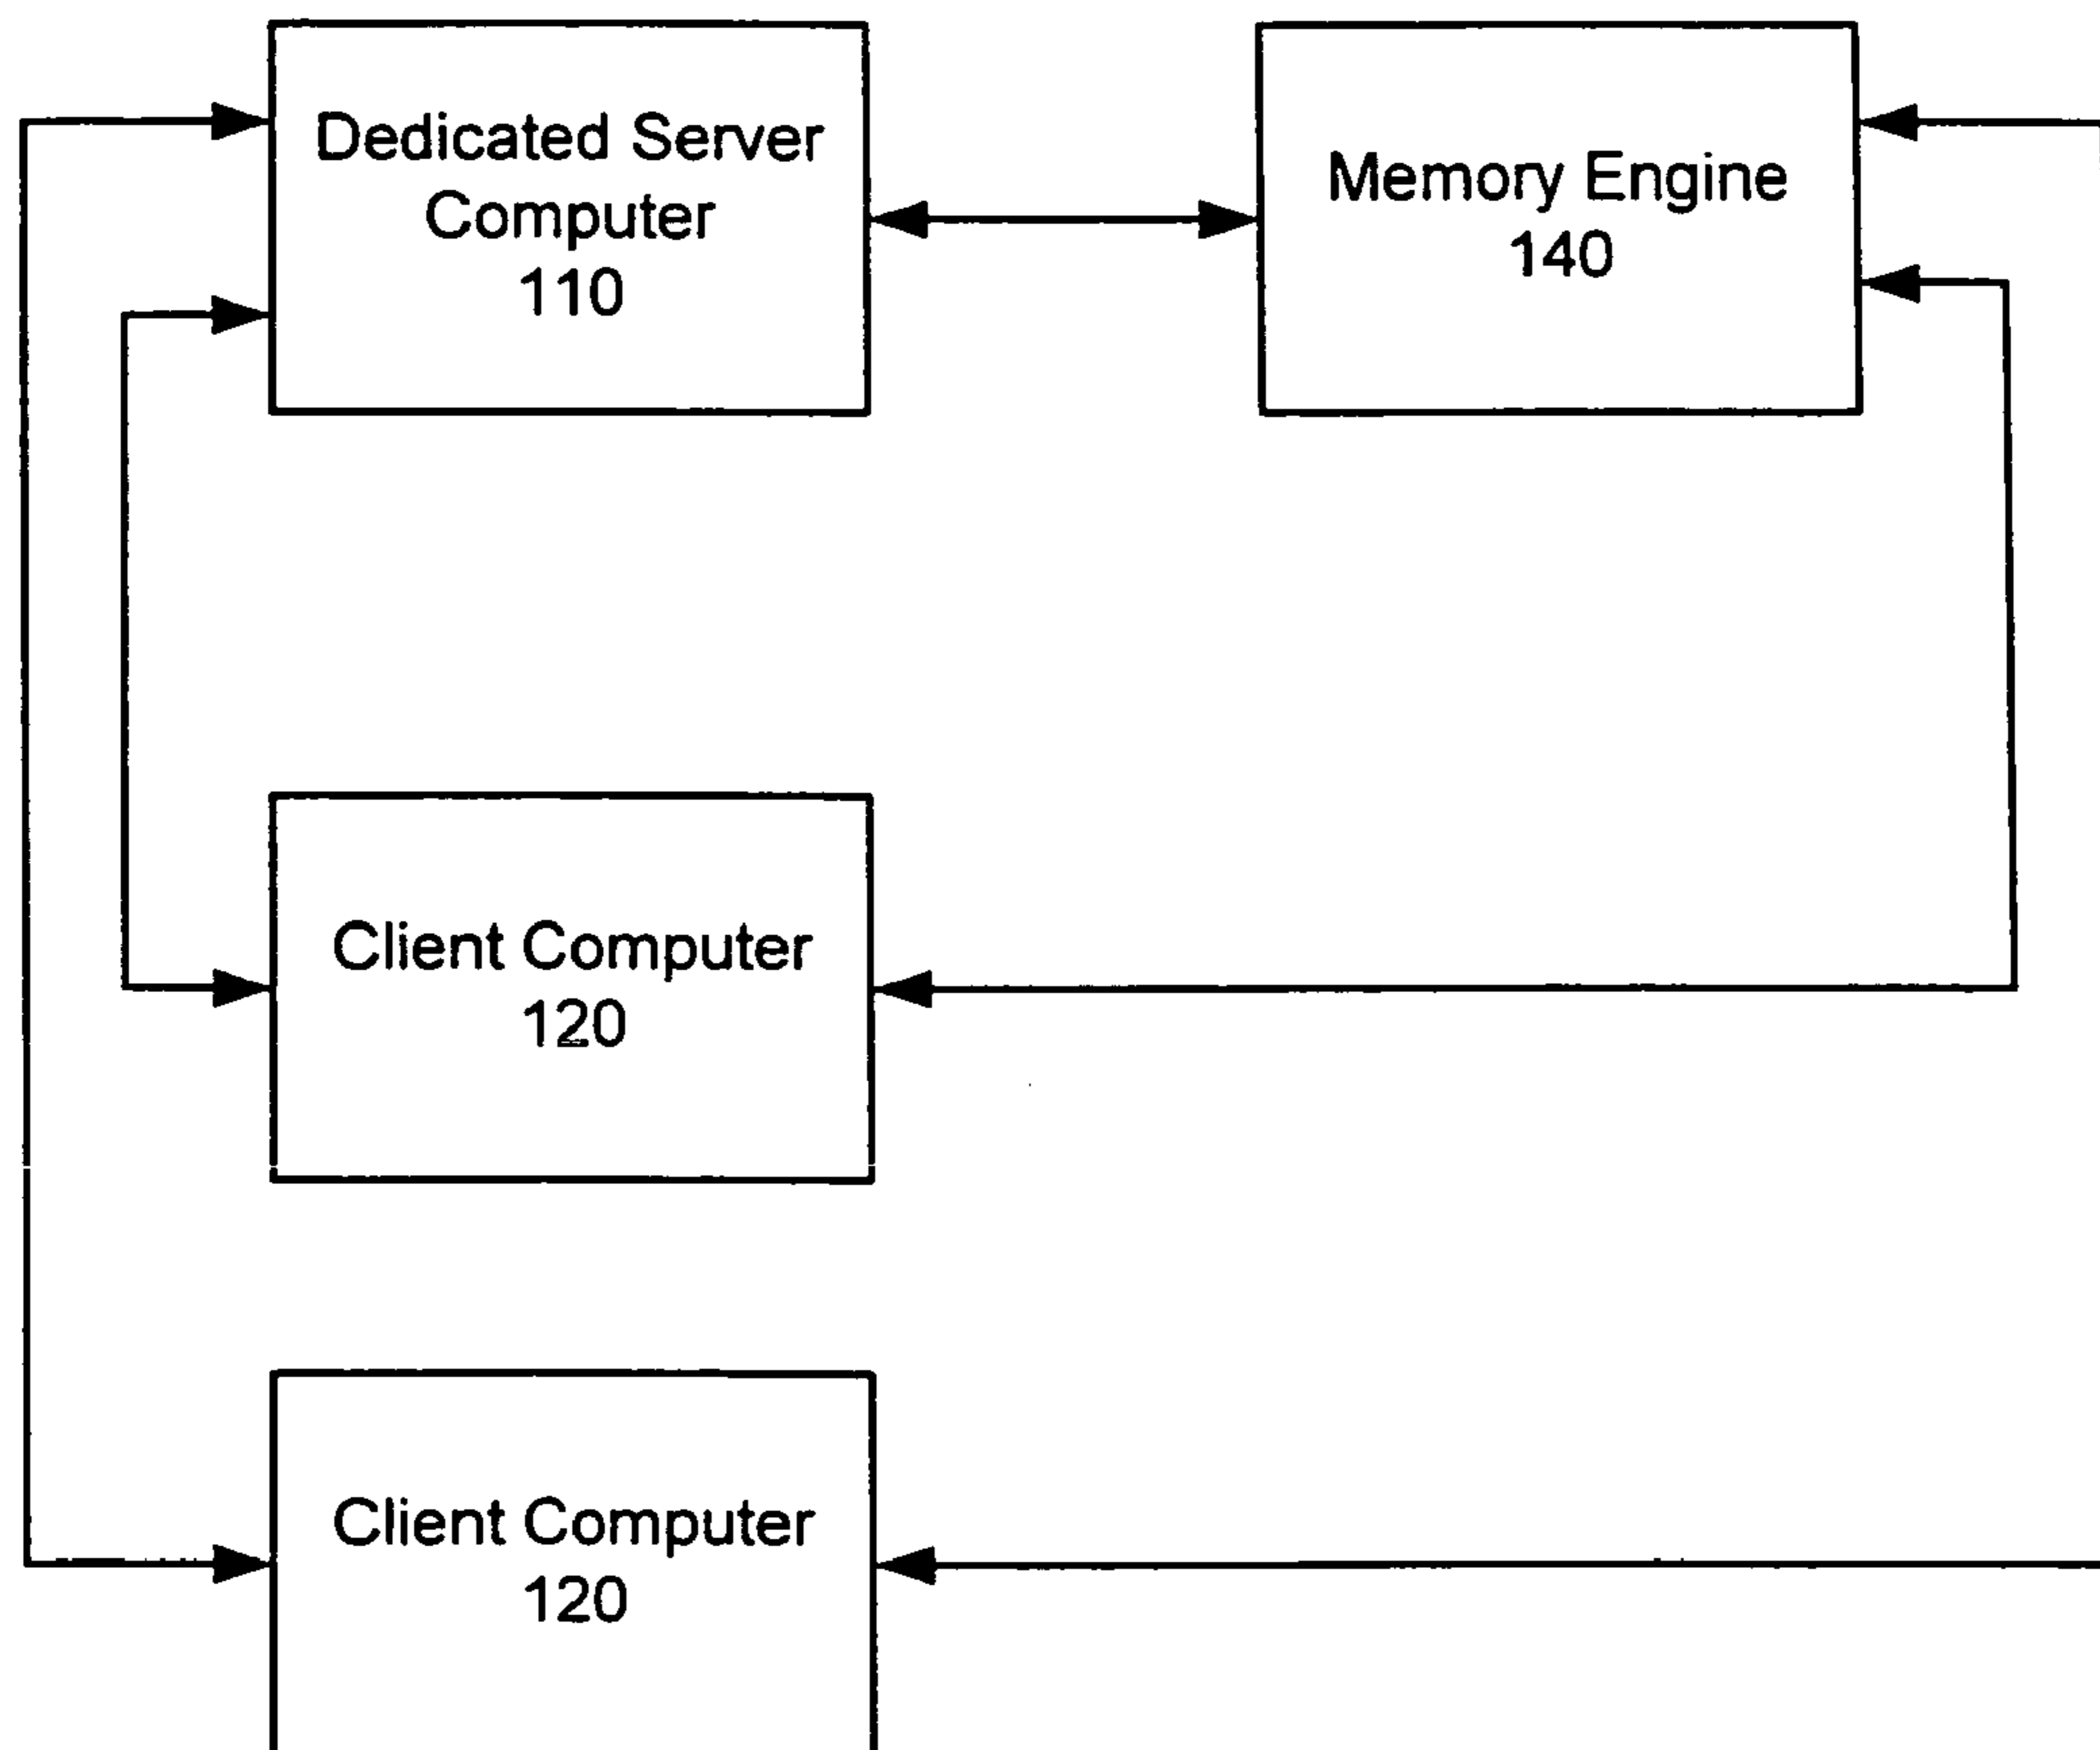 Dedicated Server
Computer
110
Memory Engine
140
Client Computer
120
Client Computer
120